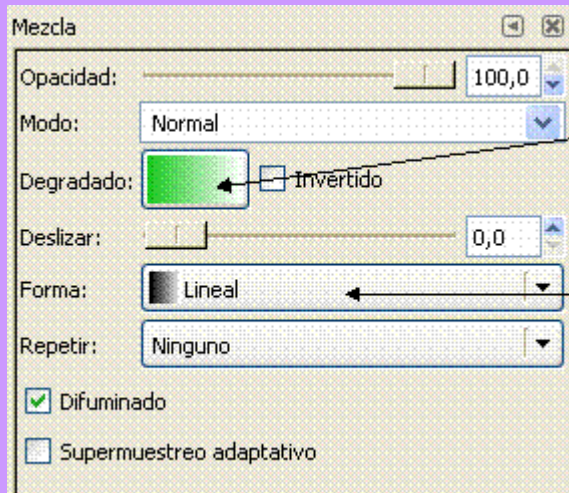 Mezcla
Opacidad: 100,0
Modo: Normal
Degradado: Invertido
Deslizar: 0,0
Forma: Lineal
Repetir: Ninguno
Difuminado
Supermuestreo adaptativo